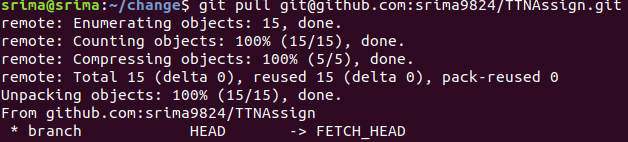 srima@srima:~/change$ git pull git@github.com:srima9824/TTNAssign.git
remote: Enumerating objects: 15, done.
remote: Counting objects: 100% (15/15), done.
remote: Compressing objects: 100% (5/5), done.
remote: Total 15 (delta 0), reused 15 (delta 0), pack-reused 0
Unpacking objects: 100% (15/15), done.
From github.com:srima9824/TTNAssign
 * branch            HEAD       -> FETCH_HEAD